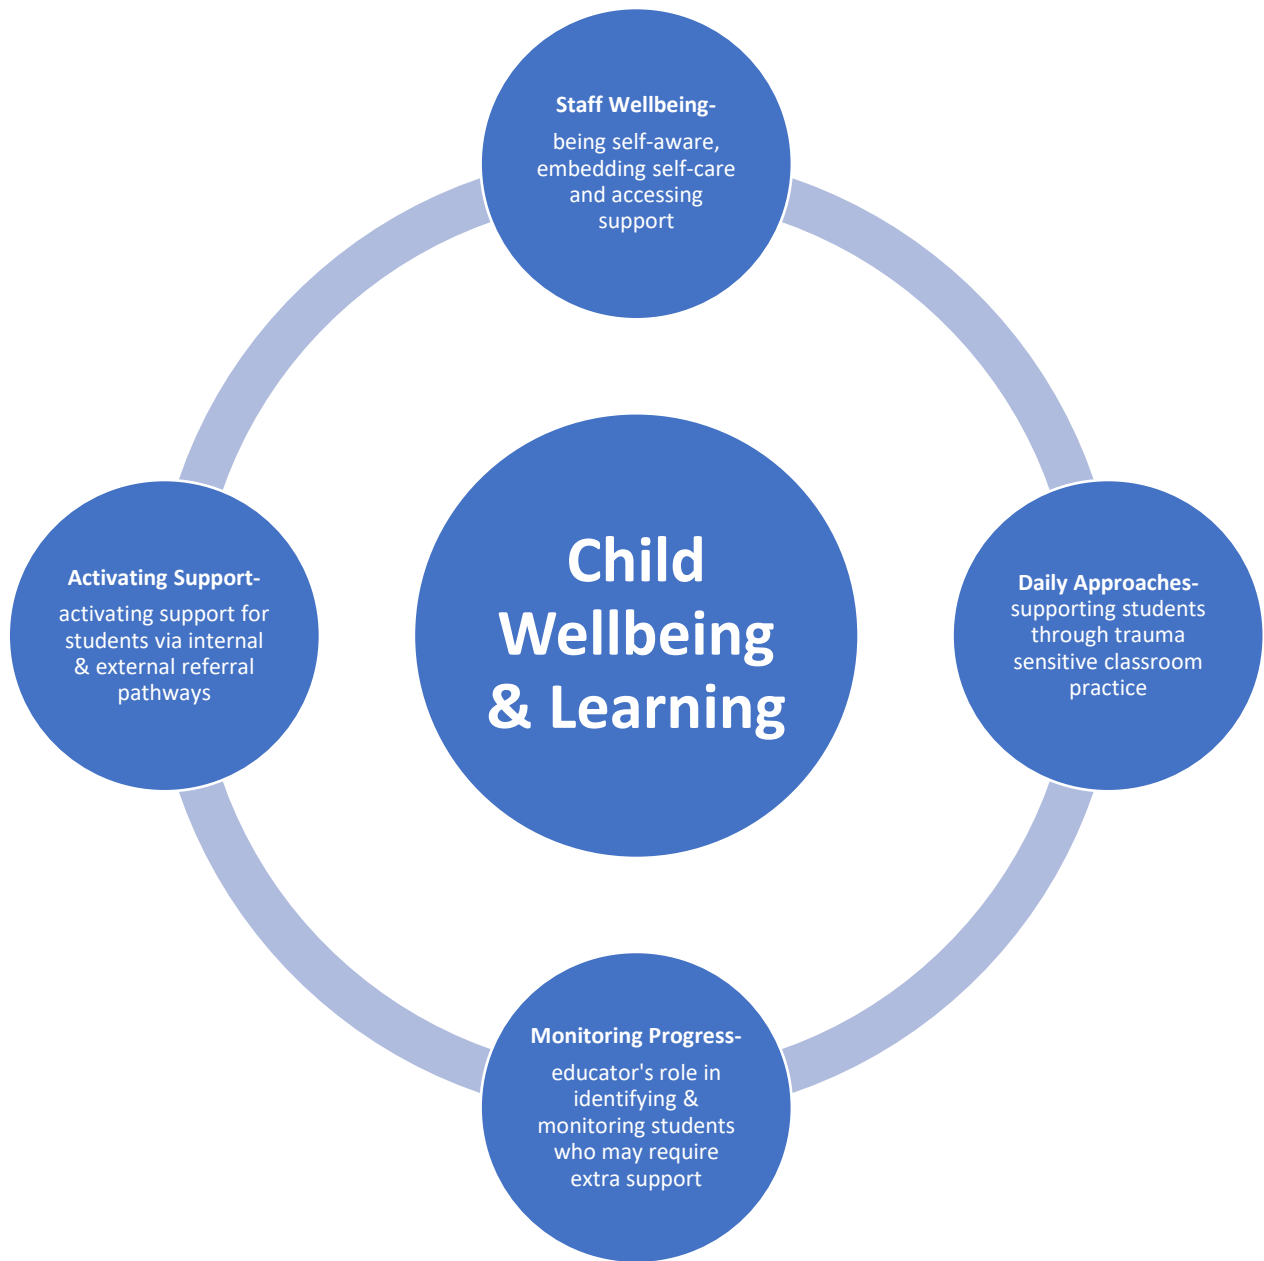 Staff Wellbeing-
being self-aware,
embedding self-care
and accessing
support
Daily Approaches-
supporting students
through trauma
sensitive classroom
practice
Monitoring Progress-
educator's role in
identifying &
monitoring students
who may require
extra support
Activating Support-
activating support for
students via internal
& external referral
pathways
Child
Wellbeing
& Learning